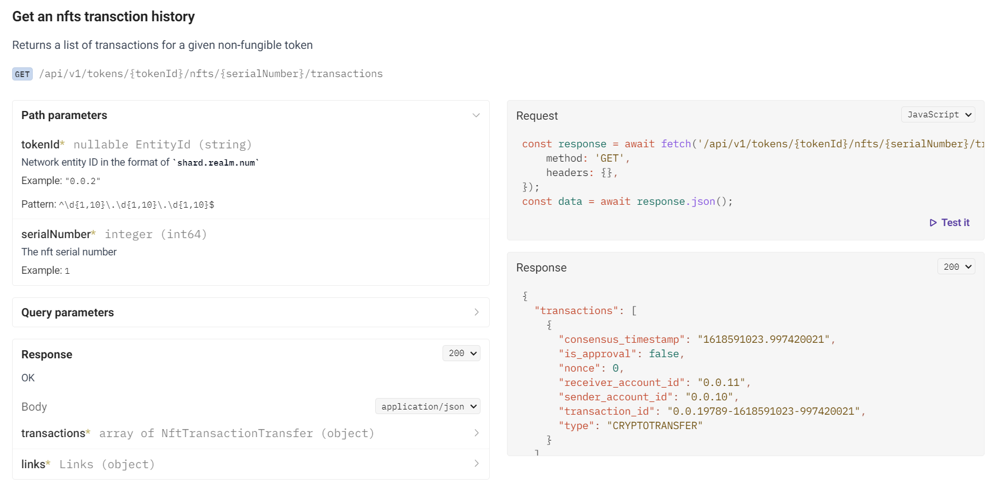 Get an nfts transction history
Returns a list of transactions for a given non-fungible token
GET /api/v1/tokens/{tokenId}/nfts/{serialNumber}/transactions
Path parameters
tokenId* nullable EntityId (string)
Network entity ID in the format of `shard.realm.num`
Example: "0.0.2"
Pattern: ^\d{1,10}\.\d{1,10}\.\d{1,10}$
serialNumber* integer (int64)
The nft serial number
Example: 1
Query parameters
Response 200
OK
Body application/json
transactions* array of NftTransactionTransfer (object)
links* Links (object)
Request JavaScript
const response = await fetch('/api/v1/tokens/{tokenId}/nfts/{serialNumber}/tr
method: 'GET',
headers: {},
});
const data = await response.json();
Test it
Response 200
{
"transactions": [
{
"consensus_timestamp": "1618591023.997420021",
"is_approval": false,
"nonce": 0,
"receiver_account_id": "0.0.11",
"sender_account_id": "0.0.10",
"transaction_id": "0.0.19789-1618591023-997420021",
"type": "CRYPTOTRANSFER"
}
]